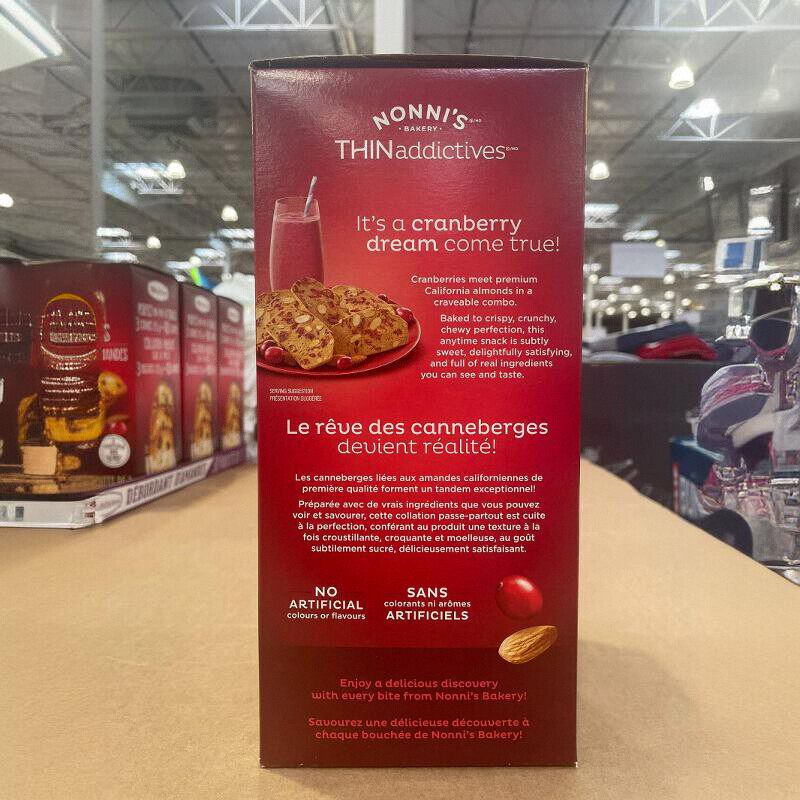 NONNI'S
• BAKERY •
THINaddictives
It's a cranberry
dream come true!
Cranberries meet premium
California almonds in a
craveable combo.
Baked to crispy, crunchy,
chewy perfection, this
anytime snack is subtly
sweet, delightfully satisfying,
and full of real ingredients
you can see and taste.
SERVING SUGGESTION
PRÉSENTATION SUGGÉRÉE
Le rêve des canneberges
devient réalité!
Les canneberges liées aux amandes californiennes de
première qualité forment un tandem exceptionnel!
Préparée avec de vrais ingrédients que vous pouvez
voir et savourer, cette collation passe-partout est cuite
à la perfection, conférant au produit une texture à la
fois croustillante, croquante et moelleuse, au goût
subtilement sucré, délicieusement satisfaisant.
NO
ARTIFICIAL
colours or flavours
SANS
colorants ni arômes
ARTIFICIELS
Enjoy a delicious discovery
with every bite from Nonni's Bakery!
Savourez une délicieuse découverte à
chaque bouchée de Nonni's Bakery!
DÉBORDANT D'AMANDES